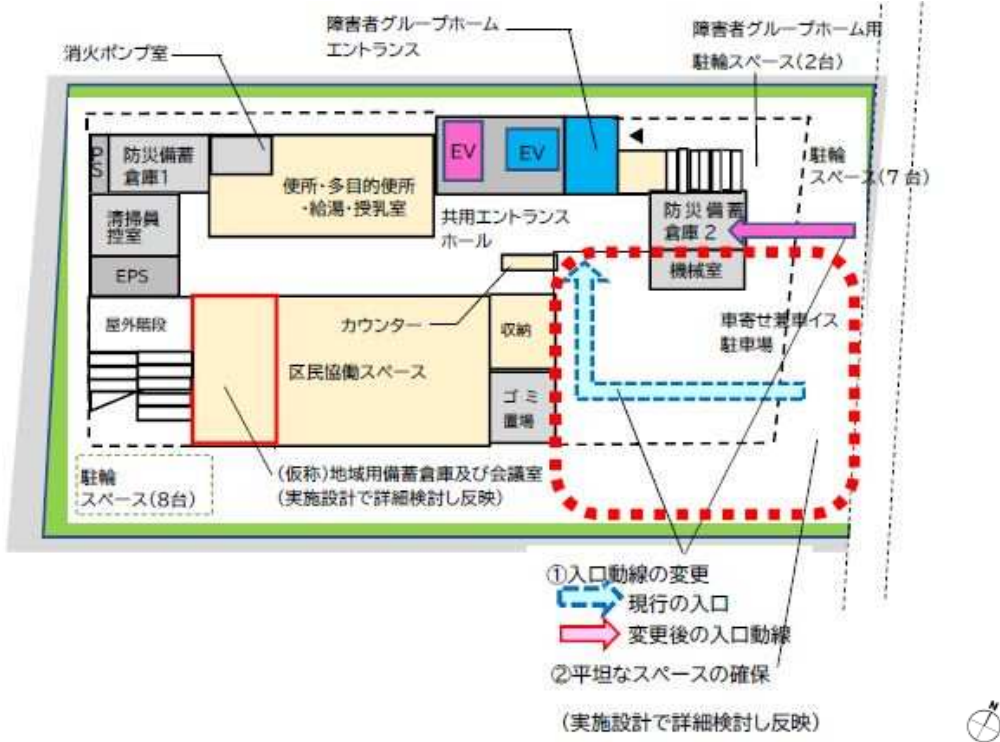 障害者グループホーム
エントランス
障害者グループホーム用
駐輪スペース(2台)
消火ポンプ室
PS
防災備蓄
倉庫1
EV
EV
駐輪
スペース(7台)
便所・多目的便所
・給湯・授乳室
清掃員
控室
共用エントランス
ホール
防災備蓄
倉庫2
EPS
機械室
屋外階段
カウンター
収納
車寄せ兼車イス
駐車場
区民協働スペース
ゴミ
置場
駐輪
スペース(8台)
(仮称)地域用備蓄倉庫及び会議室
(実施設計で詳細検討し反映)
①入口動線の変更
現行の入口
変更後の入口動線
②平坦なスペースの確保
(実施設計で詳細検討し反映)
N